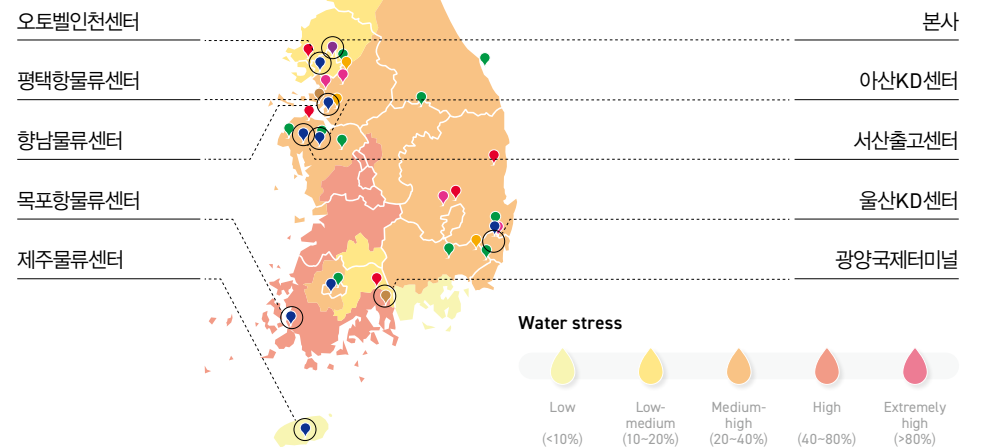 오토벨인천센터
본사
평택항물류센터
아산KD센터
향남물류센터
서산출고센터
목포항물류센터
울산KD센터
제주물류센터
광양국제터미널
Water stress
Low
(<10%)
Low-
medium
(10~20%)
Medium-
high
(20~40%)
High
(40~80%)
Extremely
high
(>80%)